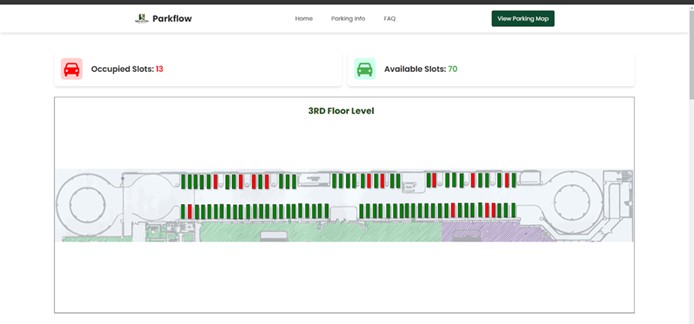 Parkflow
Home Parking Info FAQ
View Parking Map
Occupied Slots: 13
Available Slots: 70
3RD Floor Level